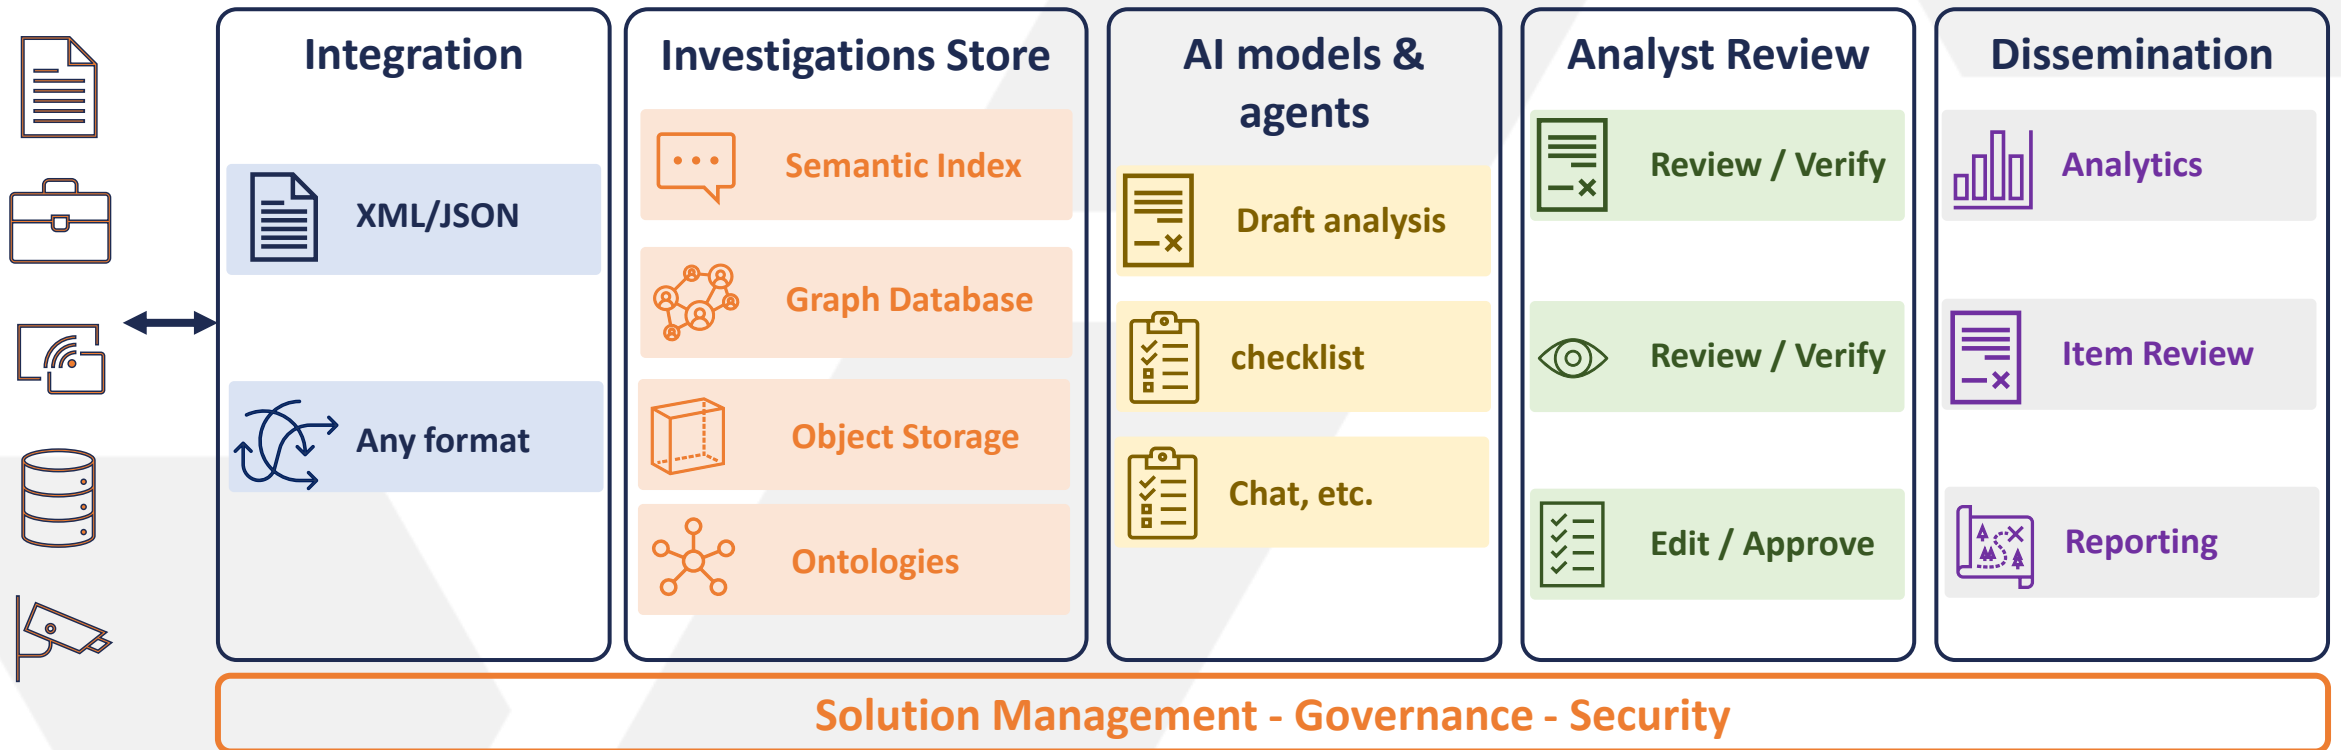 Integration
XML/JSON
Any format
Investigations Store
Semantic Index
Graph Database
Object Storage
Ontologies
AI models &
agents
Draft analysis
checklist
Chat, etc.
Analyst Review
Review / Verify
Review / Verify
Edit / Approve
Dissemination
Analytics
Item Review
Reporting
Solution Management - Governance - Security